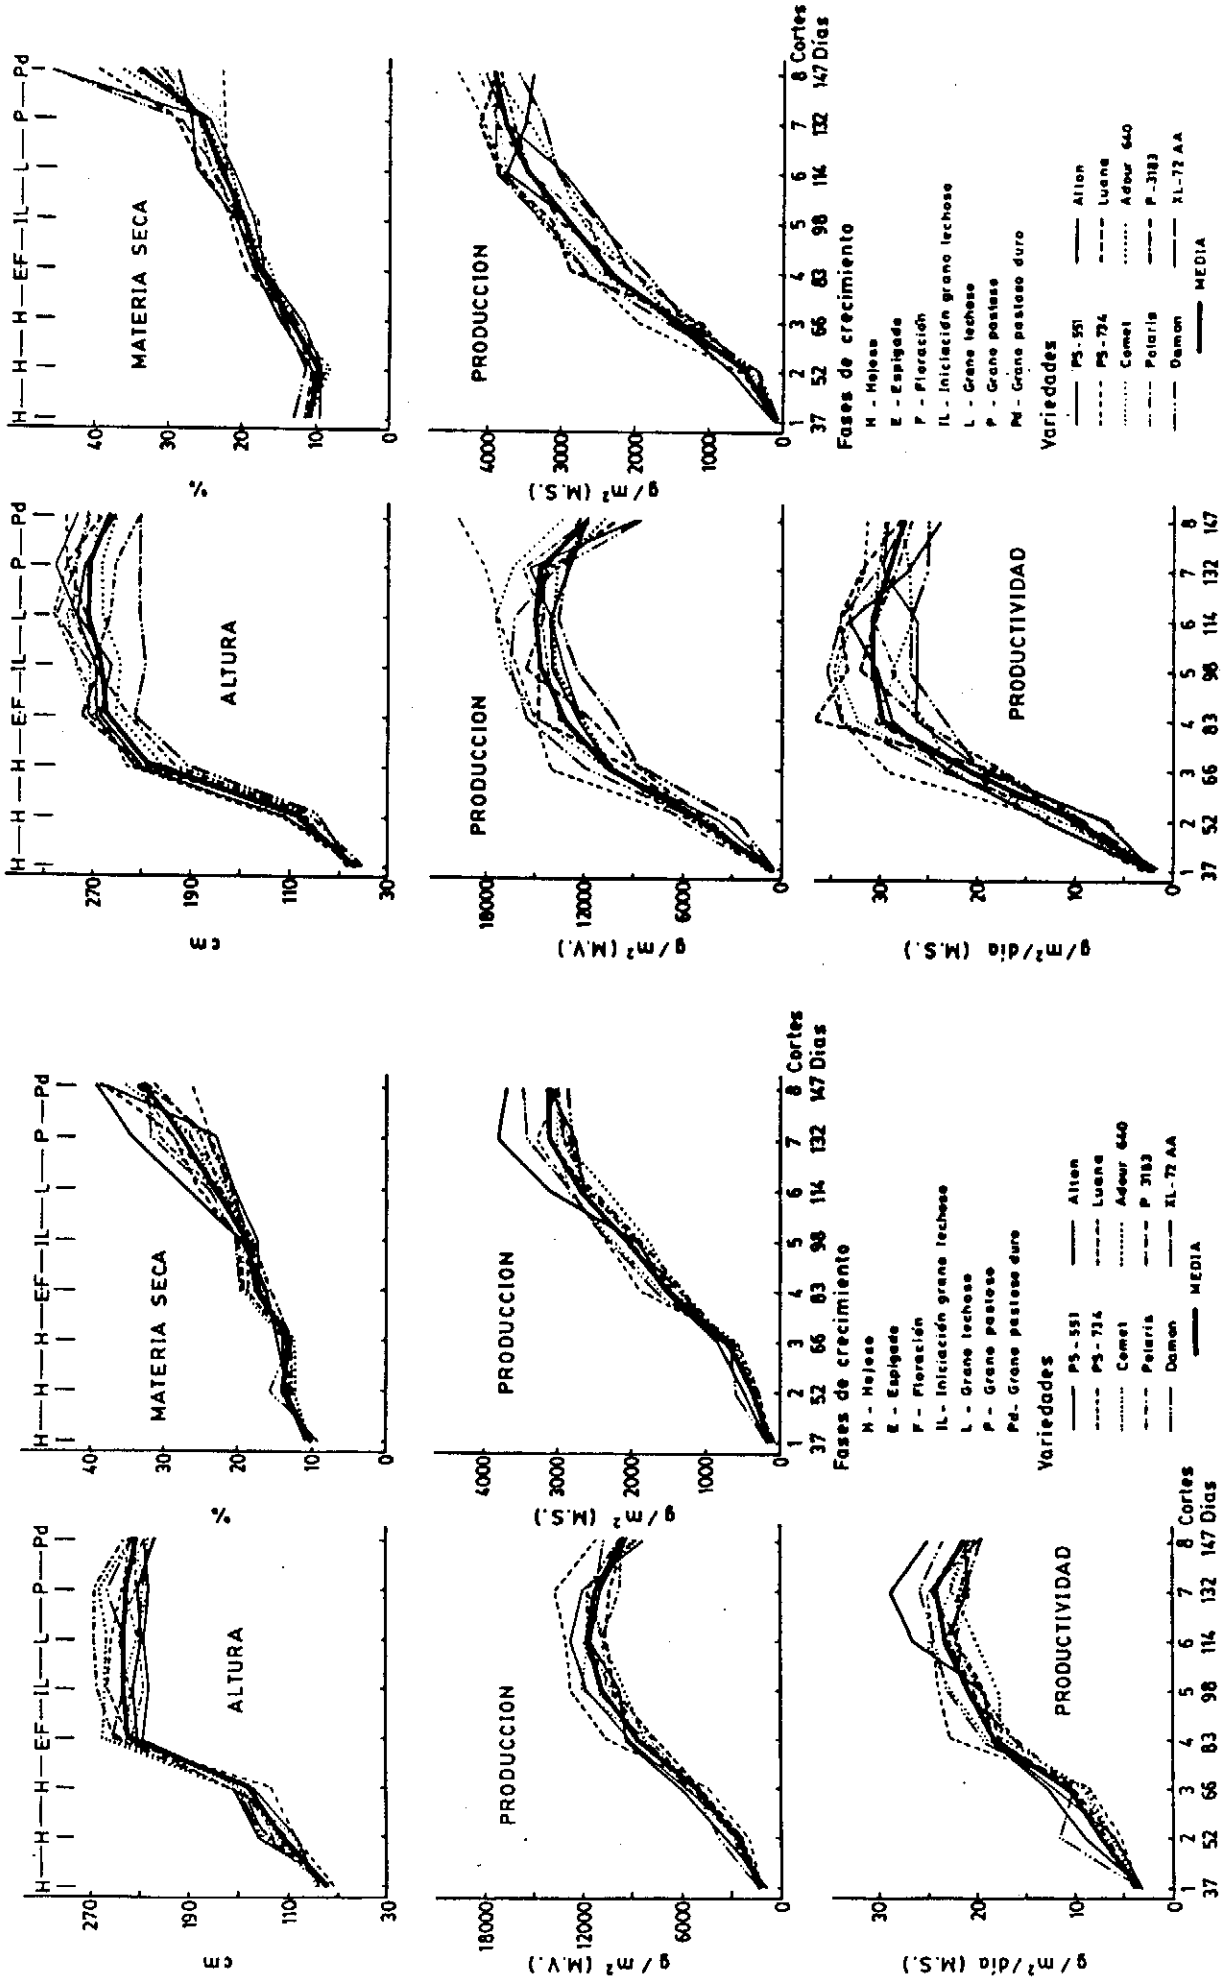 H — H — H — EF — IL — L — P — Pd
270
190
110
30
cm
ALTURA
H — H — H — EF — IL — L — P — Pd
40
30
20
10
0
%
MATERIA SECA
18000
12000
6000
0
g/m² (M.V.)
PRODUCCION
4000
3000
2000
1000
0
g/m² (M.S.)
PRODUCCION
1 2 3 4 5 6 7 8 Cortes
37 52 66 83 98 114 132 147 Días
30
20
10
0
g/m²/día (M.S.)
PRODUCTIVIDAD
1 2 3 4 5 6 7 8 Cortes
37 52 66 83 98 114 132 147 Dias
Fases de crecimiento
H - Hojoso
E - Espigado
F - Floración
IL - Iniciación grano lechoso
L - Grano lechoso
P - Grano pastoso
Pd - Grano pastoso duro
Variedades
PS-551 Alten
PS-734 Luana
Comet Adour 640
Polaris P 3183
Damon XL-72 AA
MEDIA
H — H — H — EF — IL — L — P — Pd
270
190
110
30
cm
ALTURA
H — H — H — EF — IL — L — P — Pd
40
30
20
10
0
%
MATERIA SECA
18000
12000
6000
0
g/m² (M.V.)
PRODUCCION
4000
3000
2000
1000
0
g/m² (M.S.)
PRODUCCION
1 2 3 4 5 6 7 8 Cortes
37 52 66 83 98 114 132 147 Días
30
20
10
0
g/m²/día (M.S.)
PRODUCTIVIDAD
1 2 3 4 5 6 7 8
37 52 66 83 98 114 132 147
Fases de crecimiento
H - Hojoso
E - Espigado
F - Floración
IL - Iniciación grano lechoso
L - Grano lechoso
P - Grano pastoso
Pd - Grano pastoso duro
Variedades
PS-551 Alten
PS-734 Luana
Comet Adour 640
Polaris P-3183
Damon XL-72 AA
MEDIA